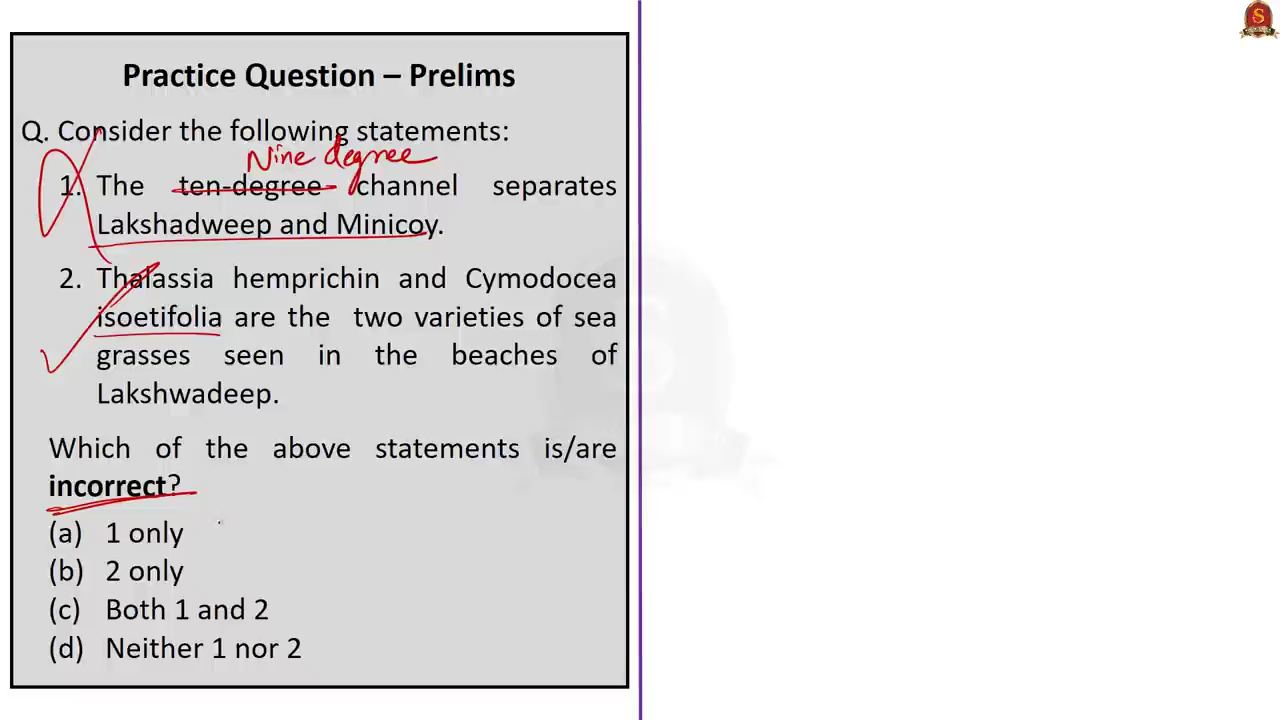 Practice Question – Prelims
Q. Consider the following statements:
Nine degree
1. The ten-degree channel separates
Lakshadweep and Minicoy.
2. Thalassia hemprichin and Cymodocea
isoetifolia are the two varieties of sea
grasses seen in the beaches of
Lakshwadeep.
Which of the above statements is/are
incorrect?
(a) 1 only
(b) 2 only
(c) Both 1 and 2
(d) Neither 1 nor 2